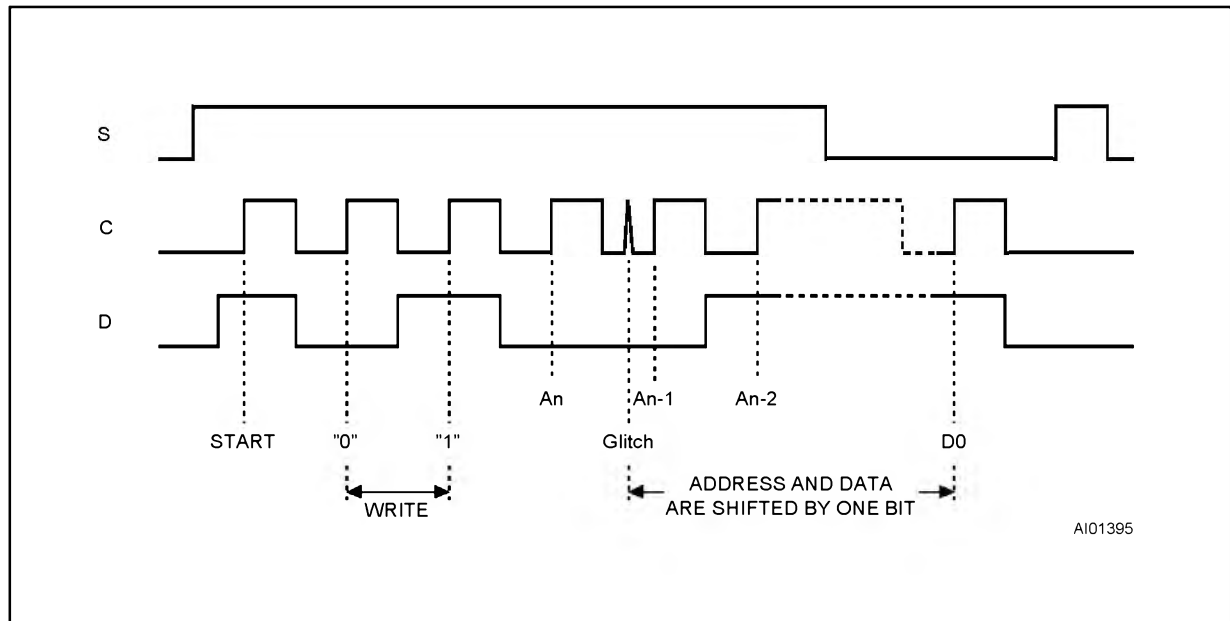 S
C
D
An
An-1
An-2
START
"0"
"1"
Glitch
D0
WRITE
ADDRESS AND DATA
ARE SHIFTED BY ONE BIT
AI01395